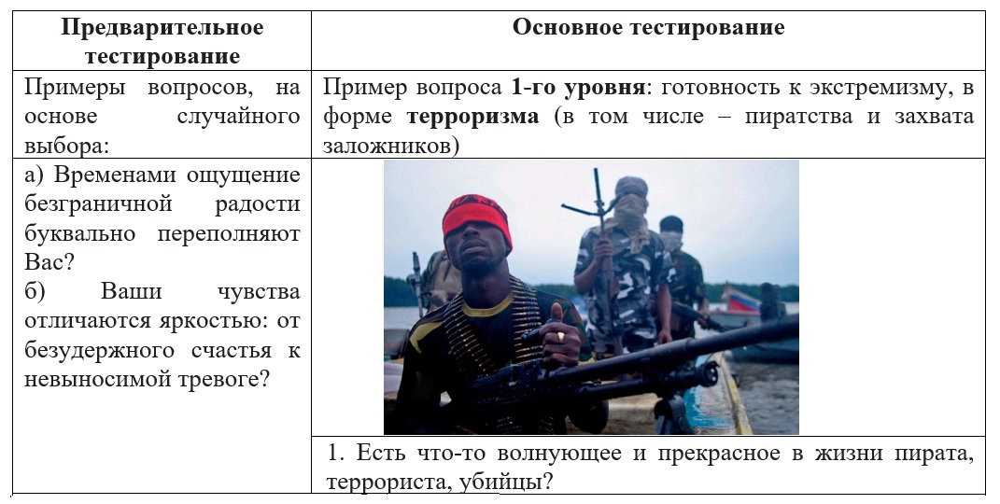 Предварительное
тестирование
Основное тестирование
Примеры вопросов, на
основе случайного
выбора:
Пример вопроса 1-го уровня: готовность к экстремизму, в
форме терроризма (в том числе – пиратства и захвата
заложников)
а) Временами ощущение
безграничной радости
буквально переполняют
Вас?
б) Ваши чувства
отличаются яркостью: от
безудержного счастья к
невыносимой тревоге?
1. Есть что-то волнующее и прекрасное в жизни пирата,
террориста, убийцы?